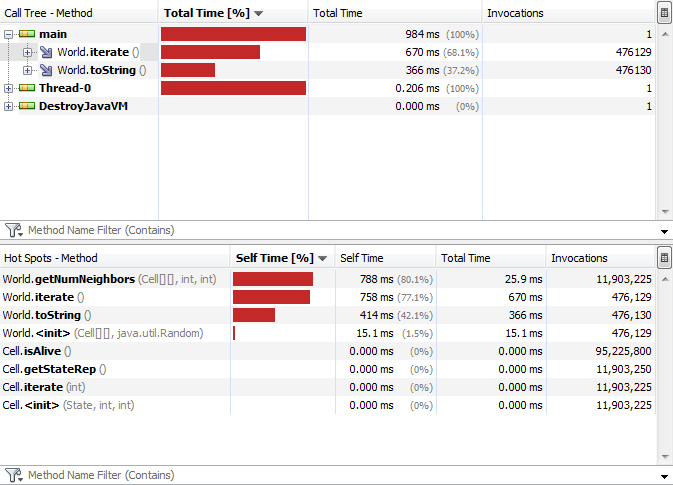 Call Tree - Method Total Time [%] Total Time Invocations
main 984 ms (100%) 1
World.iterate () 670 ms (68.1%) 476129
World.toString () 366 ms (37.2%) 476130
Thread-0 0.206 ms (100%) 1
DestroyJavaVM 0.000 ms (0%) 1
Method Name Filter (Contains)
Hot Spots - Method Self Time [%] Self Time Total Time Invocations
World.getNumNeighbors (Cell[][], int, int) 788 ms (80.1%) 25.9 ms 11,903,225
World.iterate () 758 ms (77.1%) 670 ms 476,129
World.toString () 414 ms (42.1%) 366 ms 476,130
World.<init> (Cell[][], java.util.Random) 15.1 ms (1.5%) 15.1 ms 476,129
Cell.isAlive () 0.000 ms (0%) 0.000 ms 95,225,800
Cell.getStateRep () 0.000 ms (0%) 0.000 ms 11,903,250
Cell.iterate (int) 0.000 ms (0%) 0.000 ms 11,903,225
Cell.<init> (State, int, int) 0.000 ms (0%) 0.000 ms 11,903,225
Method Name Filter (Contains)